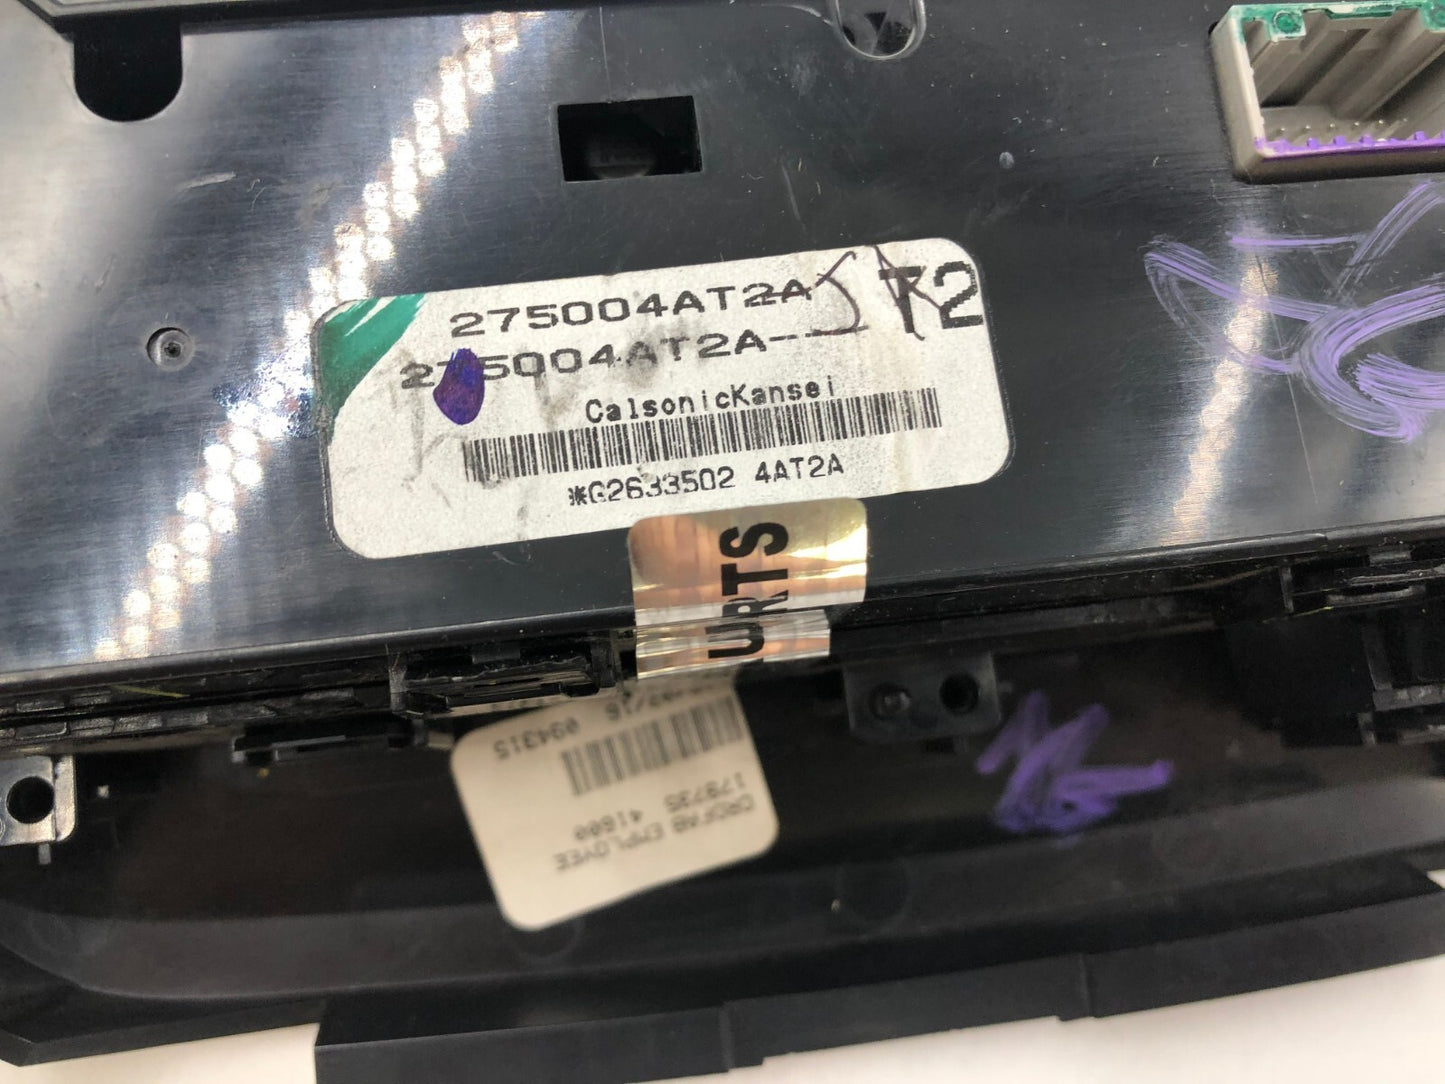 275004AT2A
T2
275004AT2A--
CalsonicKansei
*G2633502 4AT2A
URTS
094315
178735 41600
EMPLOYEE